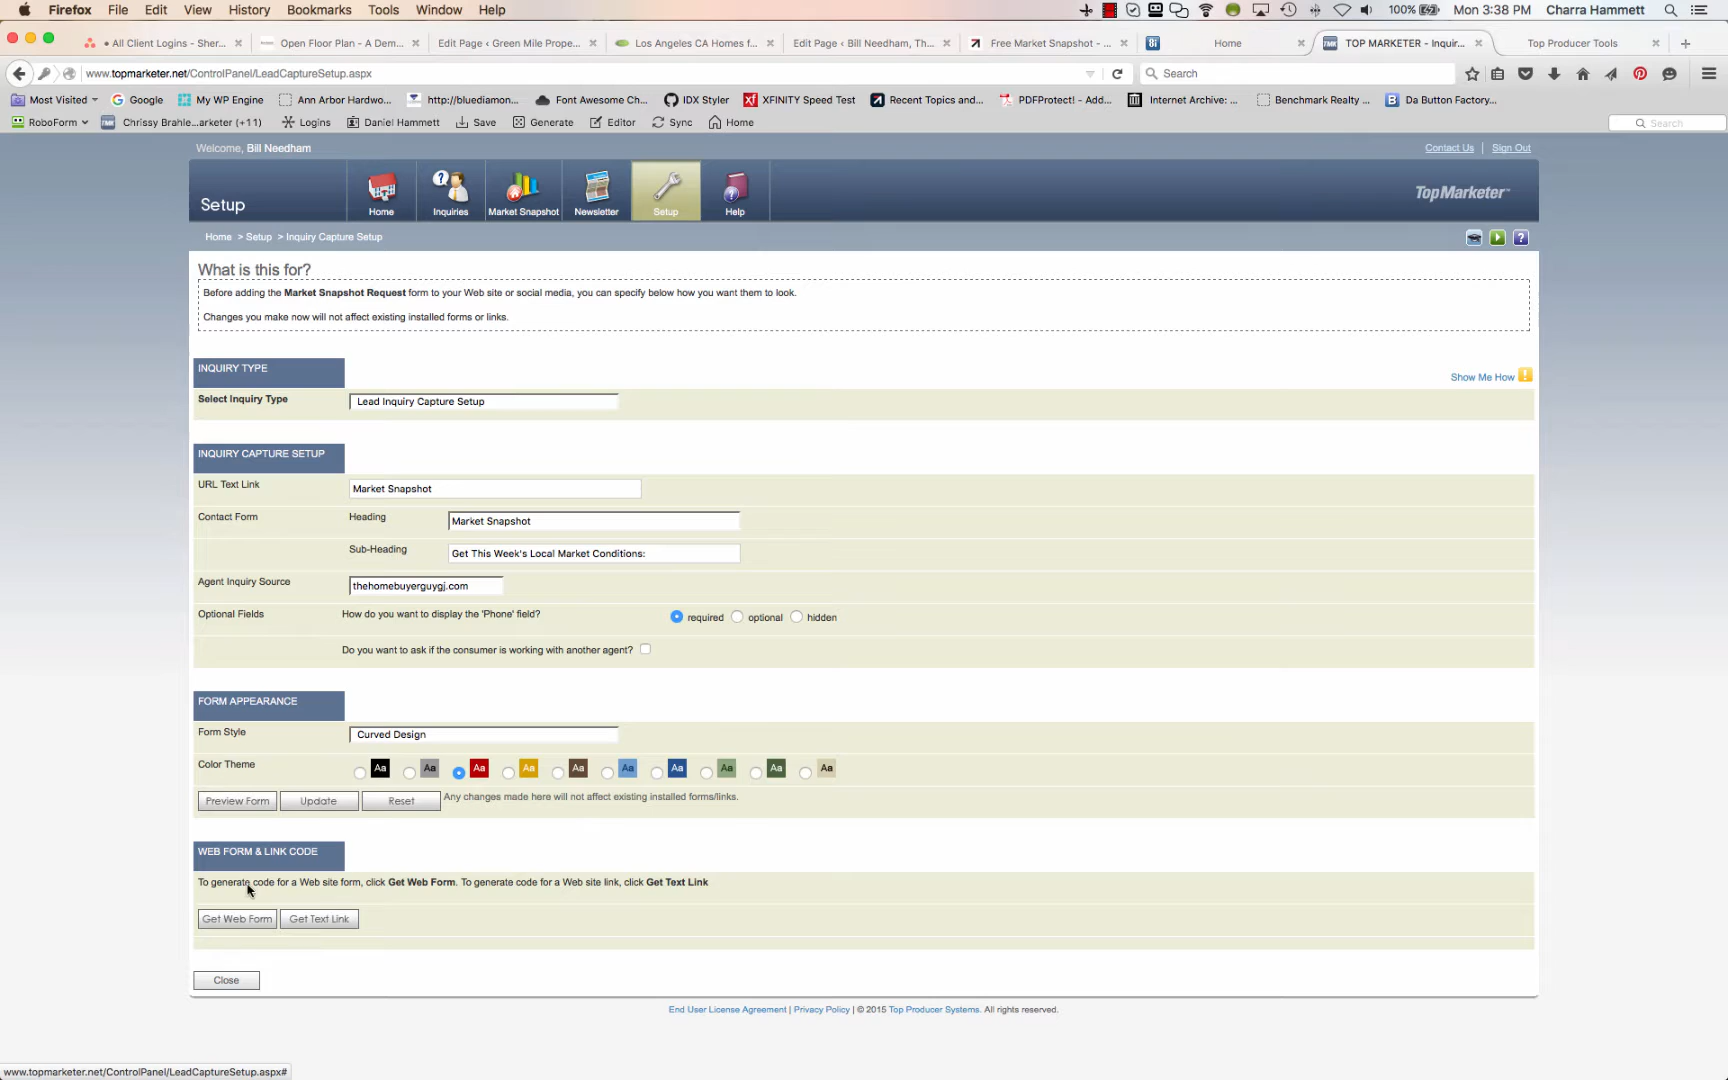 Firefox File Edit View History Bookmarks Tools Window Help 100% Mon 3:38 PM Charra Hammett
• All Client Logins - Sher... × Open Floor Plan - A Dem... × Edit Page ‹ Green Mile Prope... × Los Angeles CA Homes f... × Edit Page ‹ Bill Needham, Th... × Free Market Snapshot - ... × Home × TOP MARKETER - Inquir... × Top Producer Tools × +
www.topmarketer.net/ControlPanel/LeadCaptureSetup.aspx Search
Most Visited Google My WP Engine Ann Arbor Hardwo... http://bluediamon... Font Awesome Ch... IDX Styler XFINITY Speed Test Recent Topics and... PDFProtect! - Add... Internet Archive: ... Benchmark Realty ... Da Button Factory...
RoboForm Chrissy Brahle...arketer (+11) Logins Daniel Hammett Save Generate Editor Sync Home Search
Welcome, Bill Needham Contact Us | Sign Out
Setup Home Inquiries Market Snapshot Newsletter Setup Help TopMarketer™
Home > Setup > Inquiry Capture Setup
What is this for?
Before adding the Market Snapshot Request form to your Web site or social media, you can specify below how you want them to look.
Changes you make now will not affect existing installed forms or links.
INQUIRY TYPE
Show Me How
Select Inquiry Type Lead Inquiry Capture Setup
INQUIRY CAPTURE SETUP
URL Text Link Market Snapshot
Contact Form Heading Market Snapshot
Sub-Heading Get This Week's Local Market Conditions:
Agent Inquiry Source thehomebuyerguygj.com
Optional Fields How do you want to display the 'Phone' field? required optional hidden
Do you want to ask if the consumer is working with another agent?
FORM APPEARANCE
Form Style Curved Design
Color Theme Aa Aa Aa Aa Aa Aa Aa Aa Aa Aa
Preview Form Update Reset Any changes made here will not affect existing installed forms/links.
WEB FORM & LINK CODE
To generate code for a Web site form, click Get Web Form. To generate code for a Web site link, click Get Text Link
Get Web Form Get Text Link
Close
End User License Agreement | Privacy Policy | © 2015 Top Producer Systems. All rights reserved.
www.topmarketer.net/ControlPanel/LeadCaptureSetup.aspx#